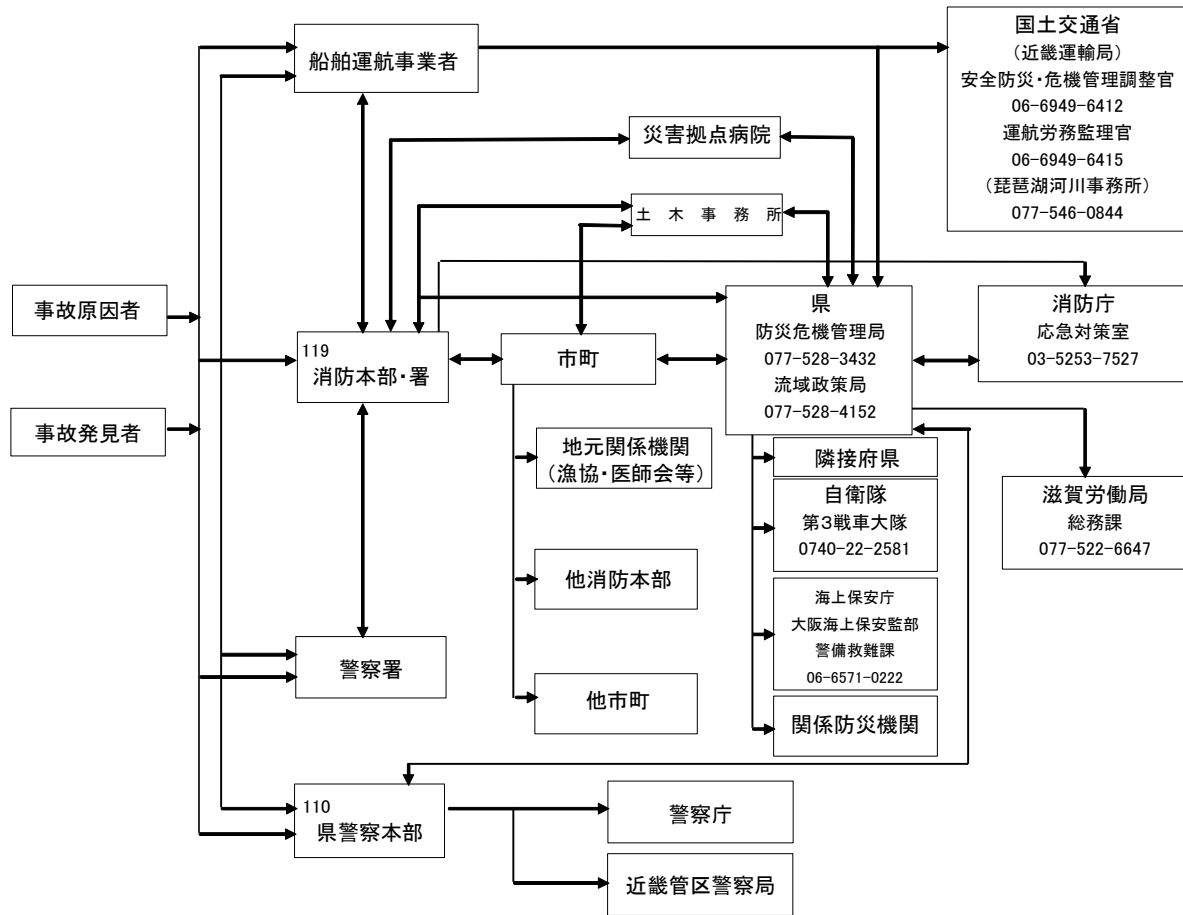 船舶運航事業者
国土交通省
（近畿運輸局）
安全防災・危機管理調整官
06-6949-6412
運航労務監理官
06-6949-6415
(琵琶湖河川事務所)
077-546-0844
災害拠点病院
土木事務所
事故原因者
事故発見者
119
消防本部・署
市町
県
防災危機管理局
077-528-3432
流域政策局
077-528-4152
消防庁
応急対策室
03-5253-7527
地元関係機関
（漁協・医師会等）
他消防本部
他市町
隣接府県
自衛隊
第3戦車大隊
0740-22-2581
海上保安庁
大阪海上保安監部
警備救難課
06-6571-0222
関係防災機関
滋賀労働局
総務課
077-522-6647
警察署
110
県警察本部
警察庁
近畿管区警察局